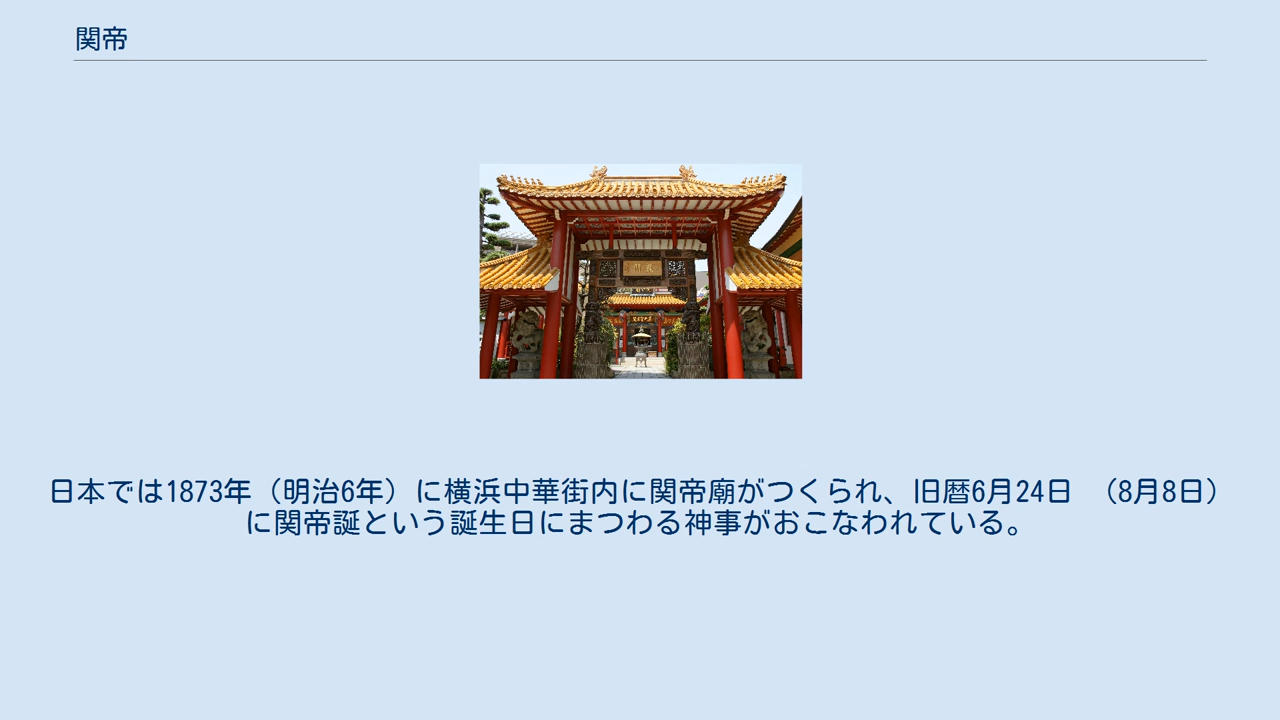 関帝
日本では1873年（明治6年）に横浜中華街内に関帝廟がつくられ、旧暦6月24日 （8月8日）
に関帝誕という誕生日にまつわる神事がおこなわれている。